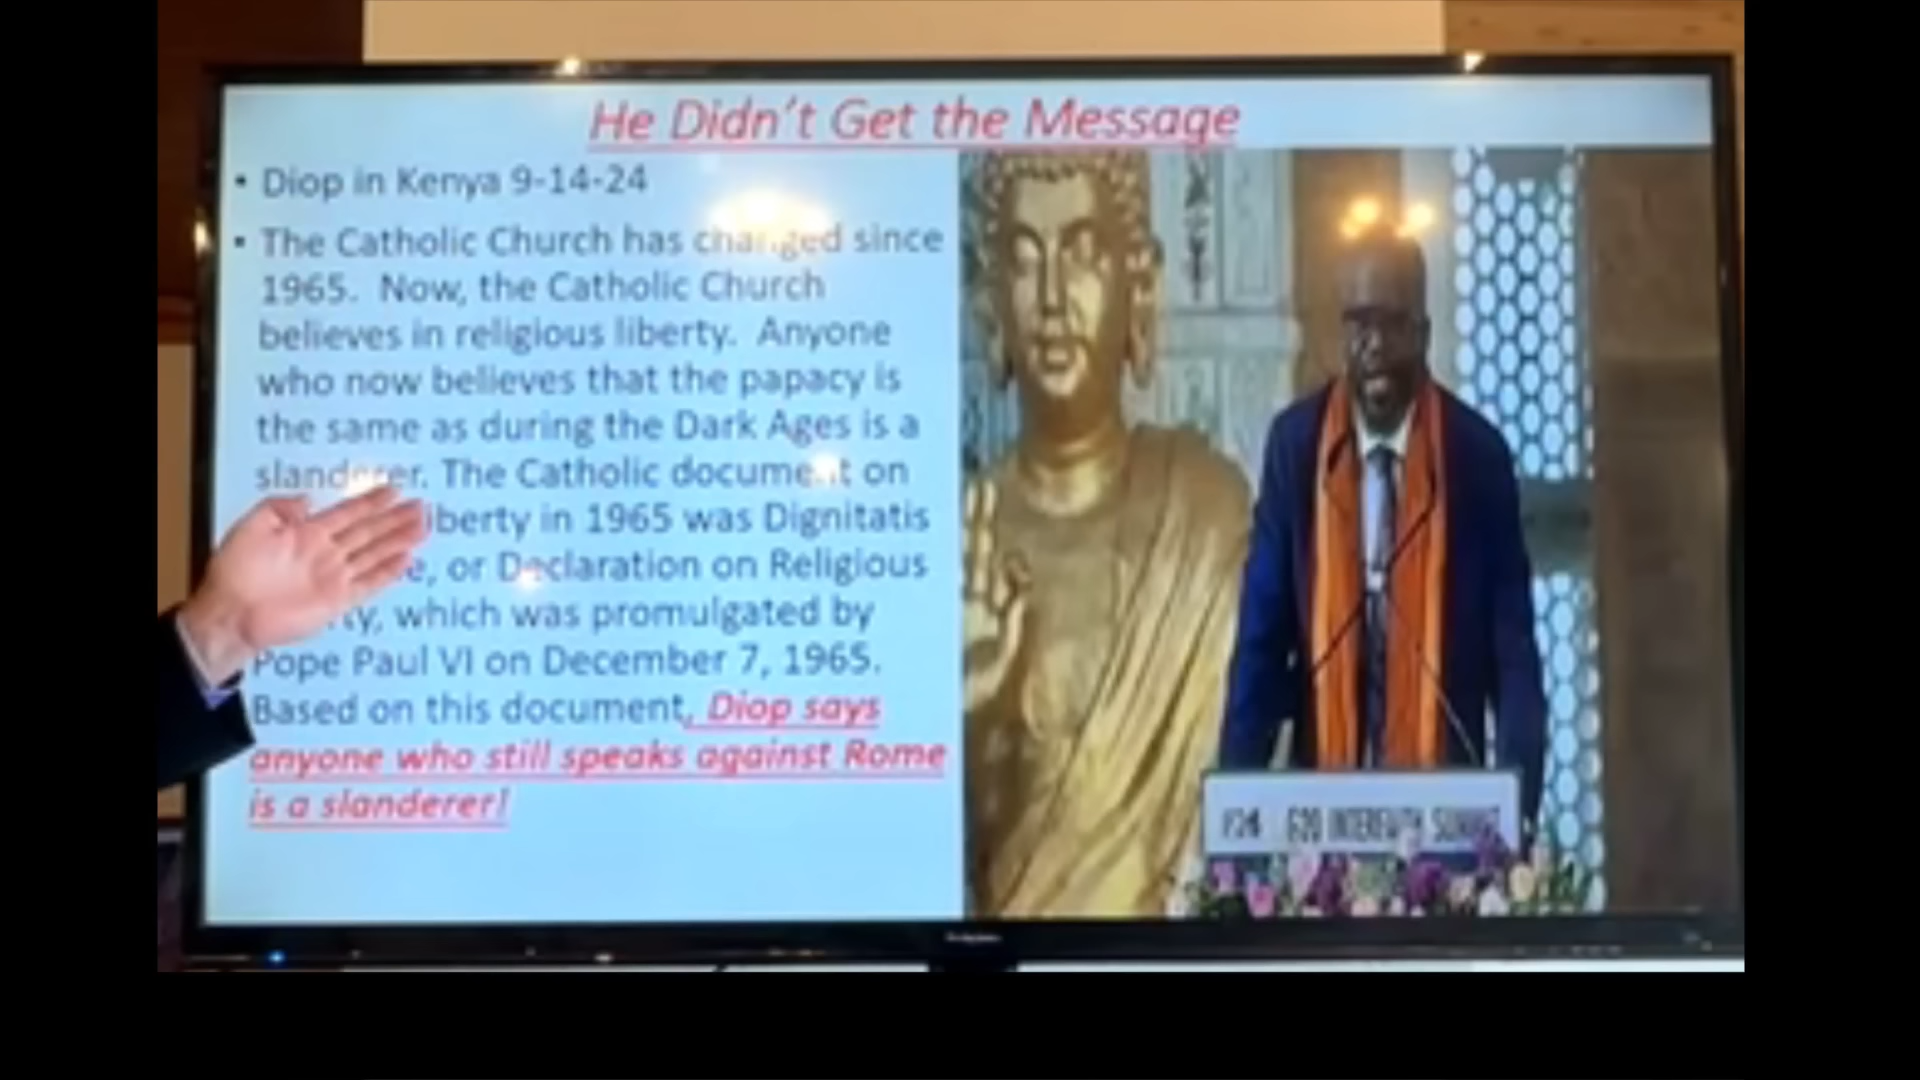 He Didn't Get the Message
• Diop in Kenya 9-14-24
• The Catholic Church has changed since
1965. Now, the Catholic Church
believes in religious liberty. Anyone
who now believes that the papacy is
the same as during the Dark Ages is a
slanderer. The Catholic document on
iberty in 1965 was Dignitatis
e, or Declaration on Religious
ty, which was promulgated by
Pope Paul VI on December 7, 1965.
Based on this document, Diop says
anyone who still speaks against Rome
is a slanderer!
G20 INTERFAITH SUMMIT